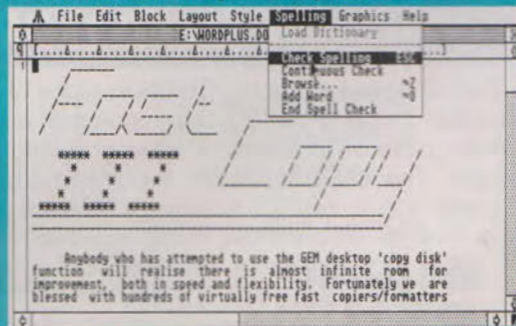 File Edit Block Layout Style Spelling Graphics Help
E:\WORDPLUS.DO
Load Dictionary
Check Spelling ESC
Continuous Check
Browse... ^Z
Add Word ^O
End Spell Check
Fast
III Copy
Anybody who has attempted to use the GEM desktop 'copy disk'
function will realise there is almost infinite room for
improvement, both in speed and flexibility. Fortunately we are
blessed with hundreds of virtually free fast copiers/formatters